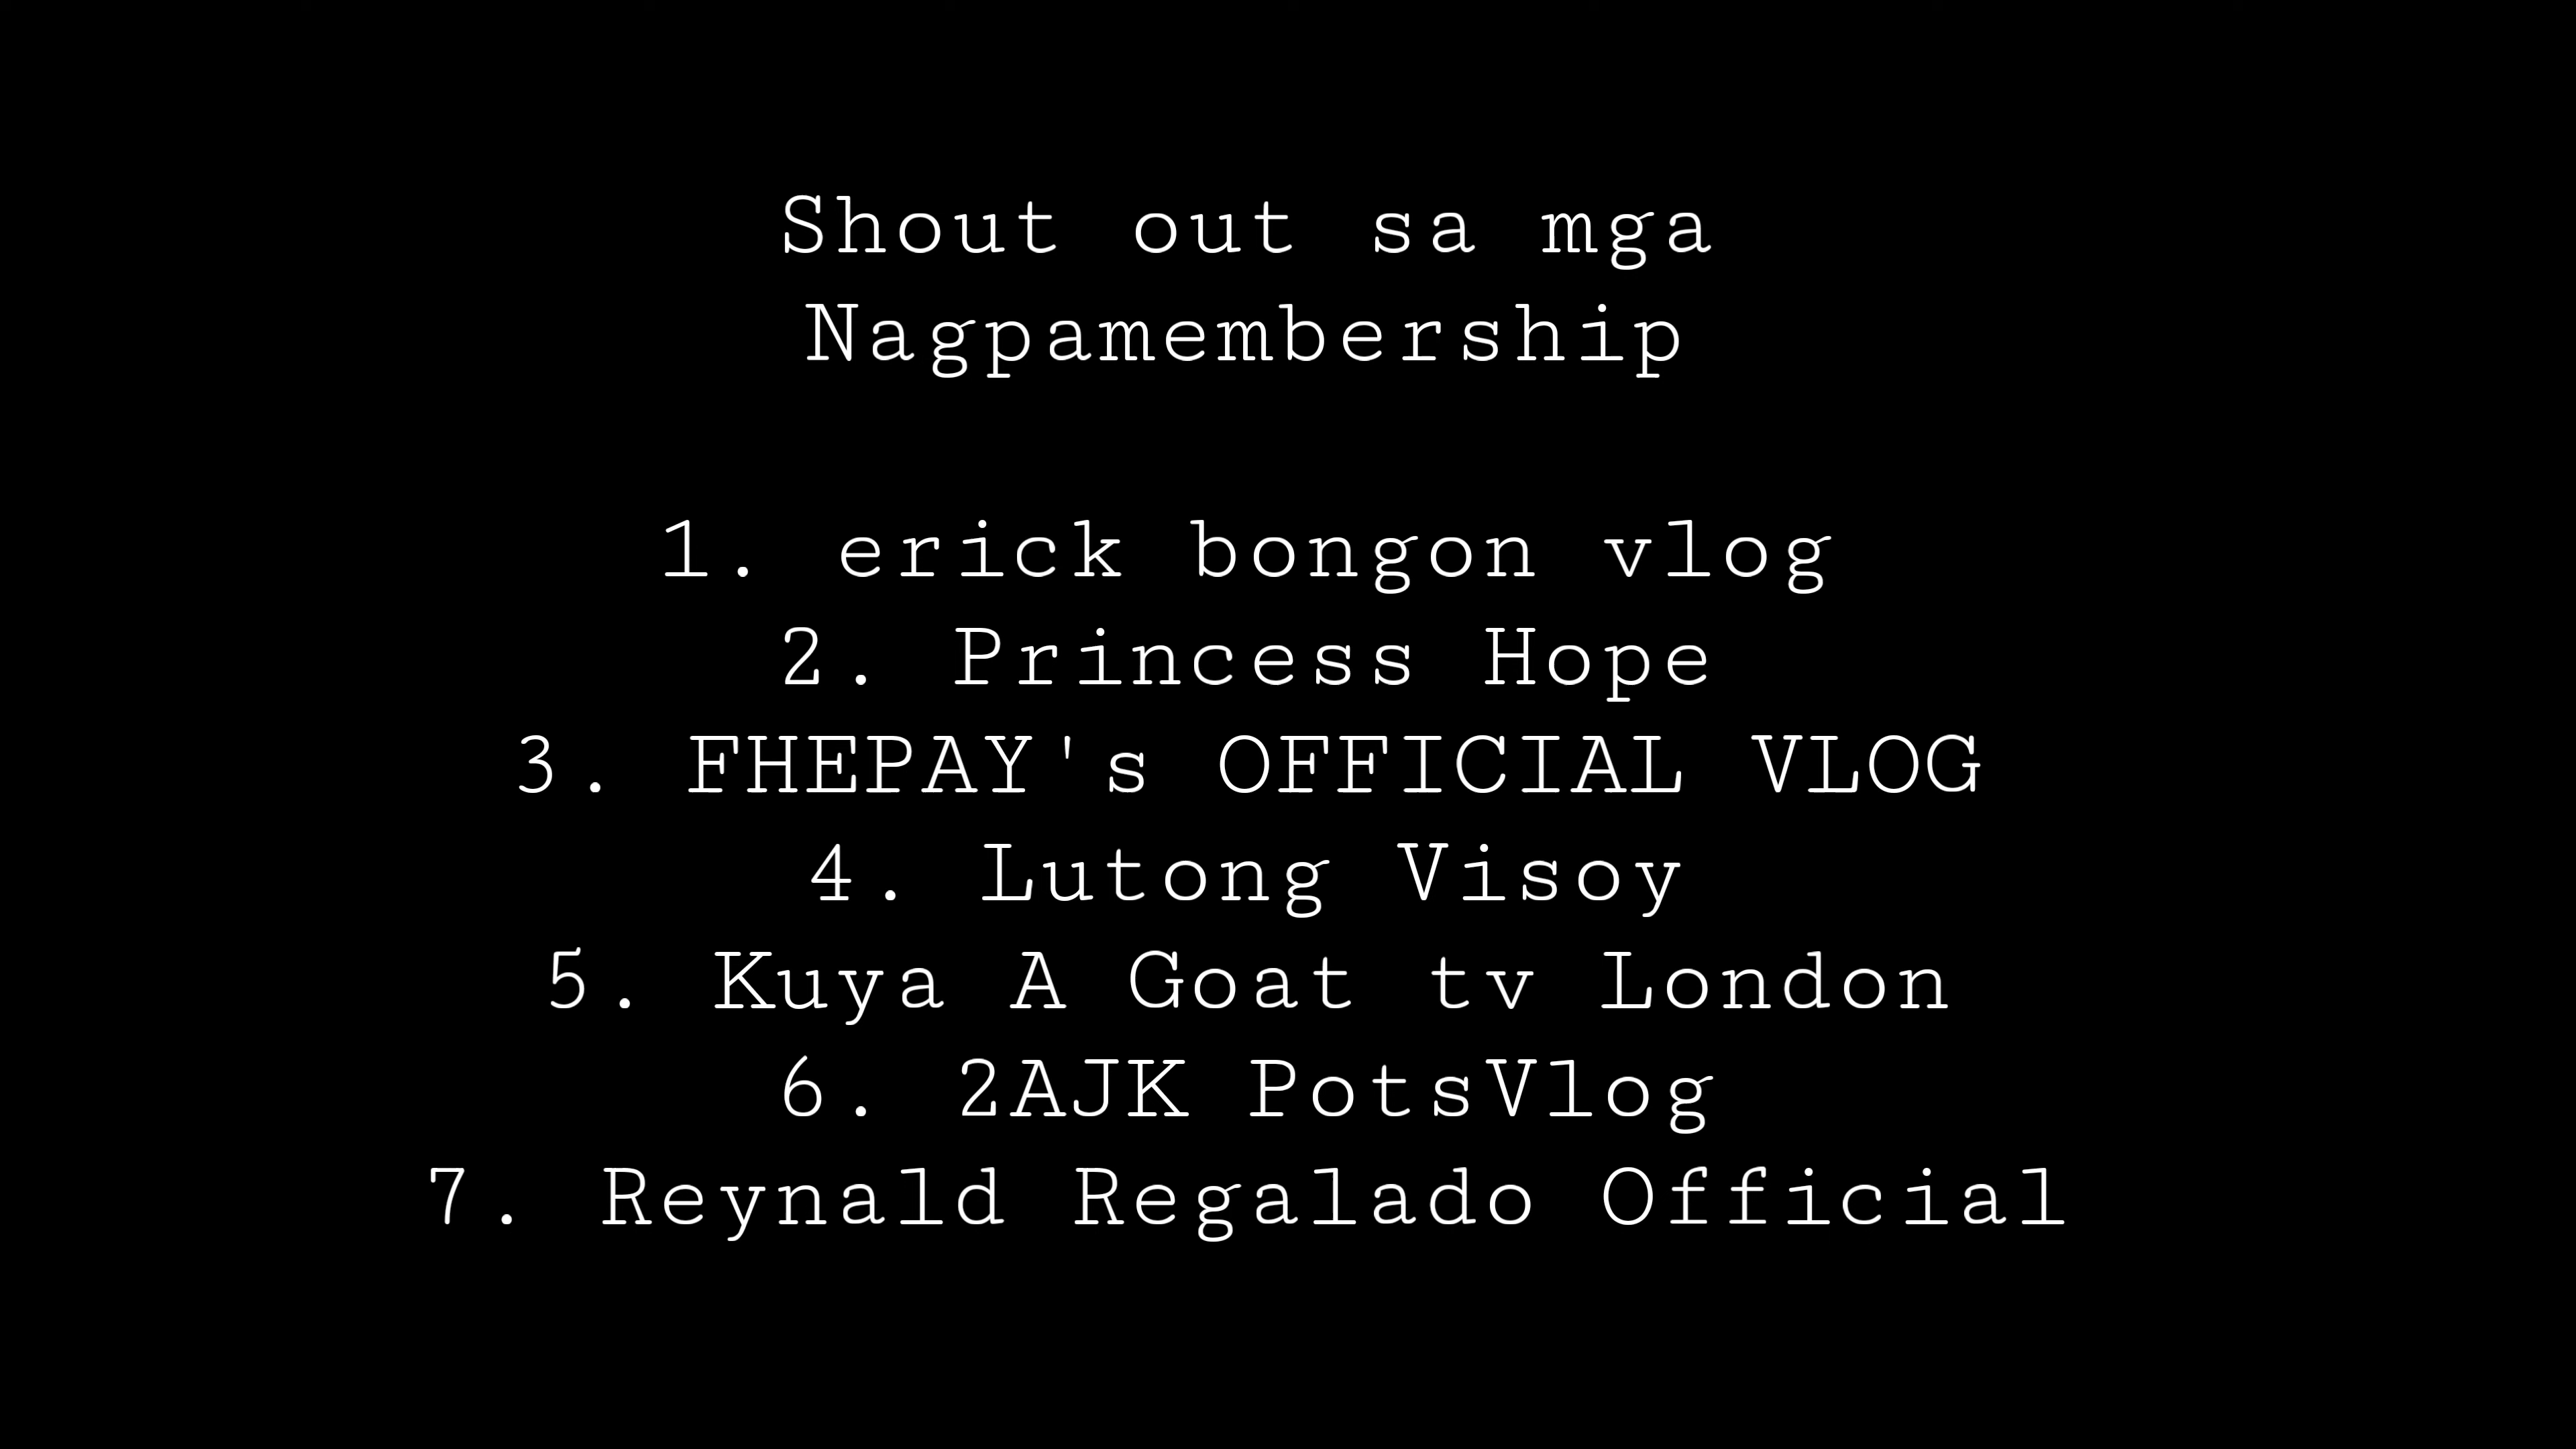 Shout out sa mga
Nagpamembership
1. erick bongon vlog
2. Princess Hope
3. FHEPAY's OFFICIAL VLOG
4. Lutong Visoy
5. Kuya A Goat tv London
6. 2AJK PotsVlog
7. Reynald Regalado Official